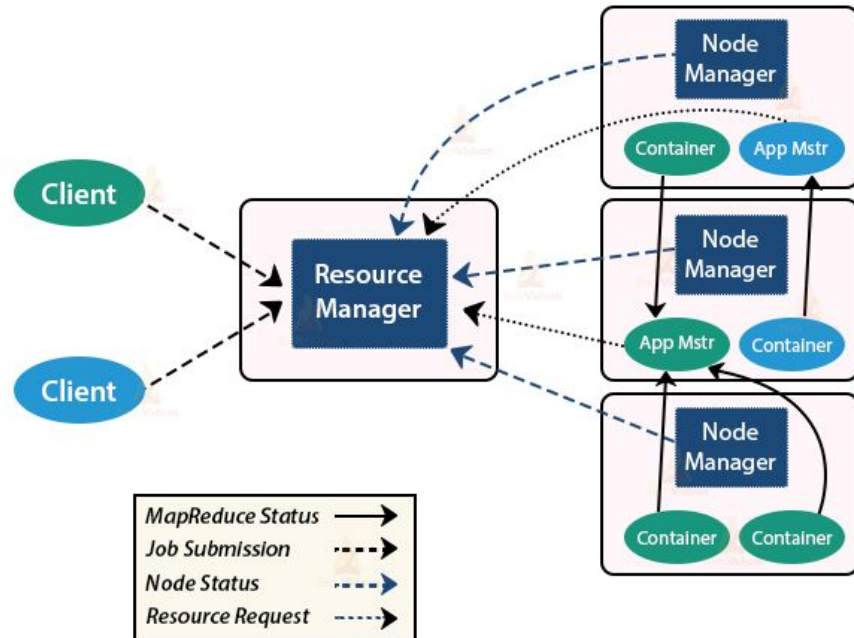 Node
Manager
Container
App Mstr
Client
Resource
Manager
Node
Manager
App Mstr
Container
Client
Node
Manager
Container
Container
MapReduce Status
Job Submission
Node Status
Resource Request